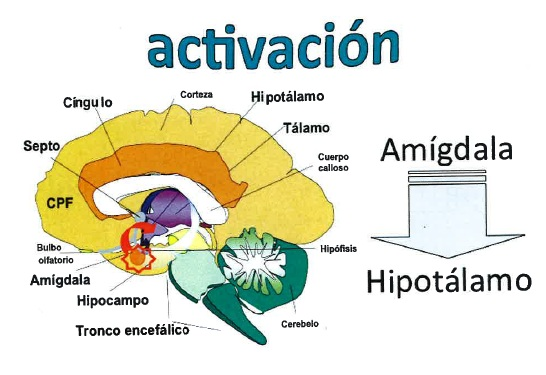 activación
Corteza
Cíngulo
Hipotálamo
Tálamo
Septo
Cuerpo
calloso
CPF
Bulbo
olfatorio
Hipófisis
Amígdala
Hipocampo
Tronco encefálico
Cerebelo
Amígdala
Hipotálamo